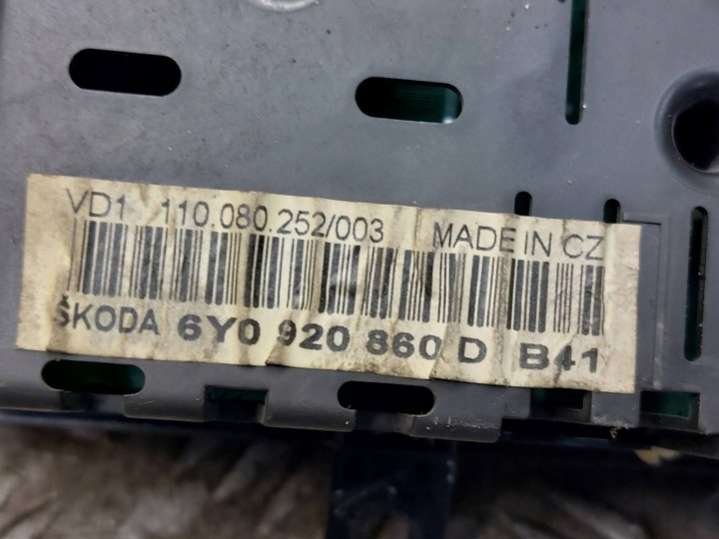 VD1 110.080.252/003 MADE IN CZ
ŠKODA 6Y0 920 860 D B41